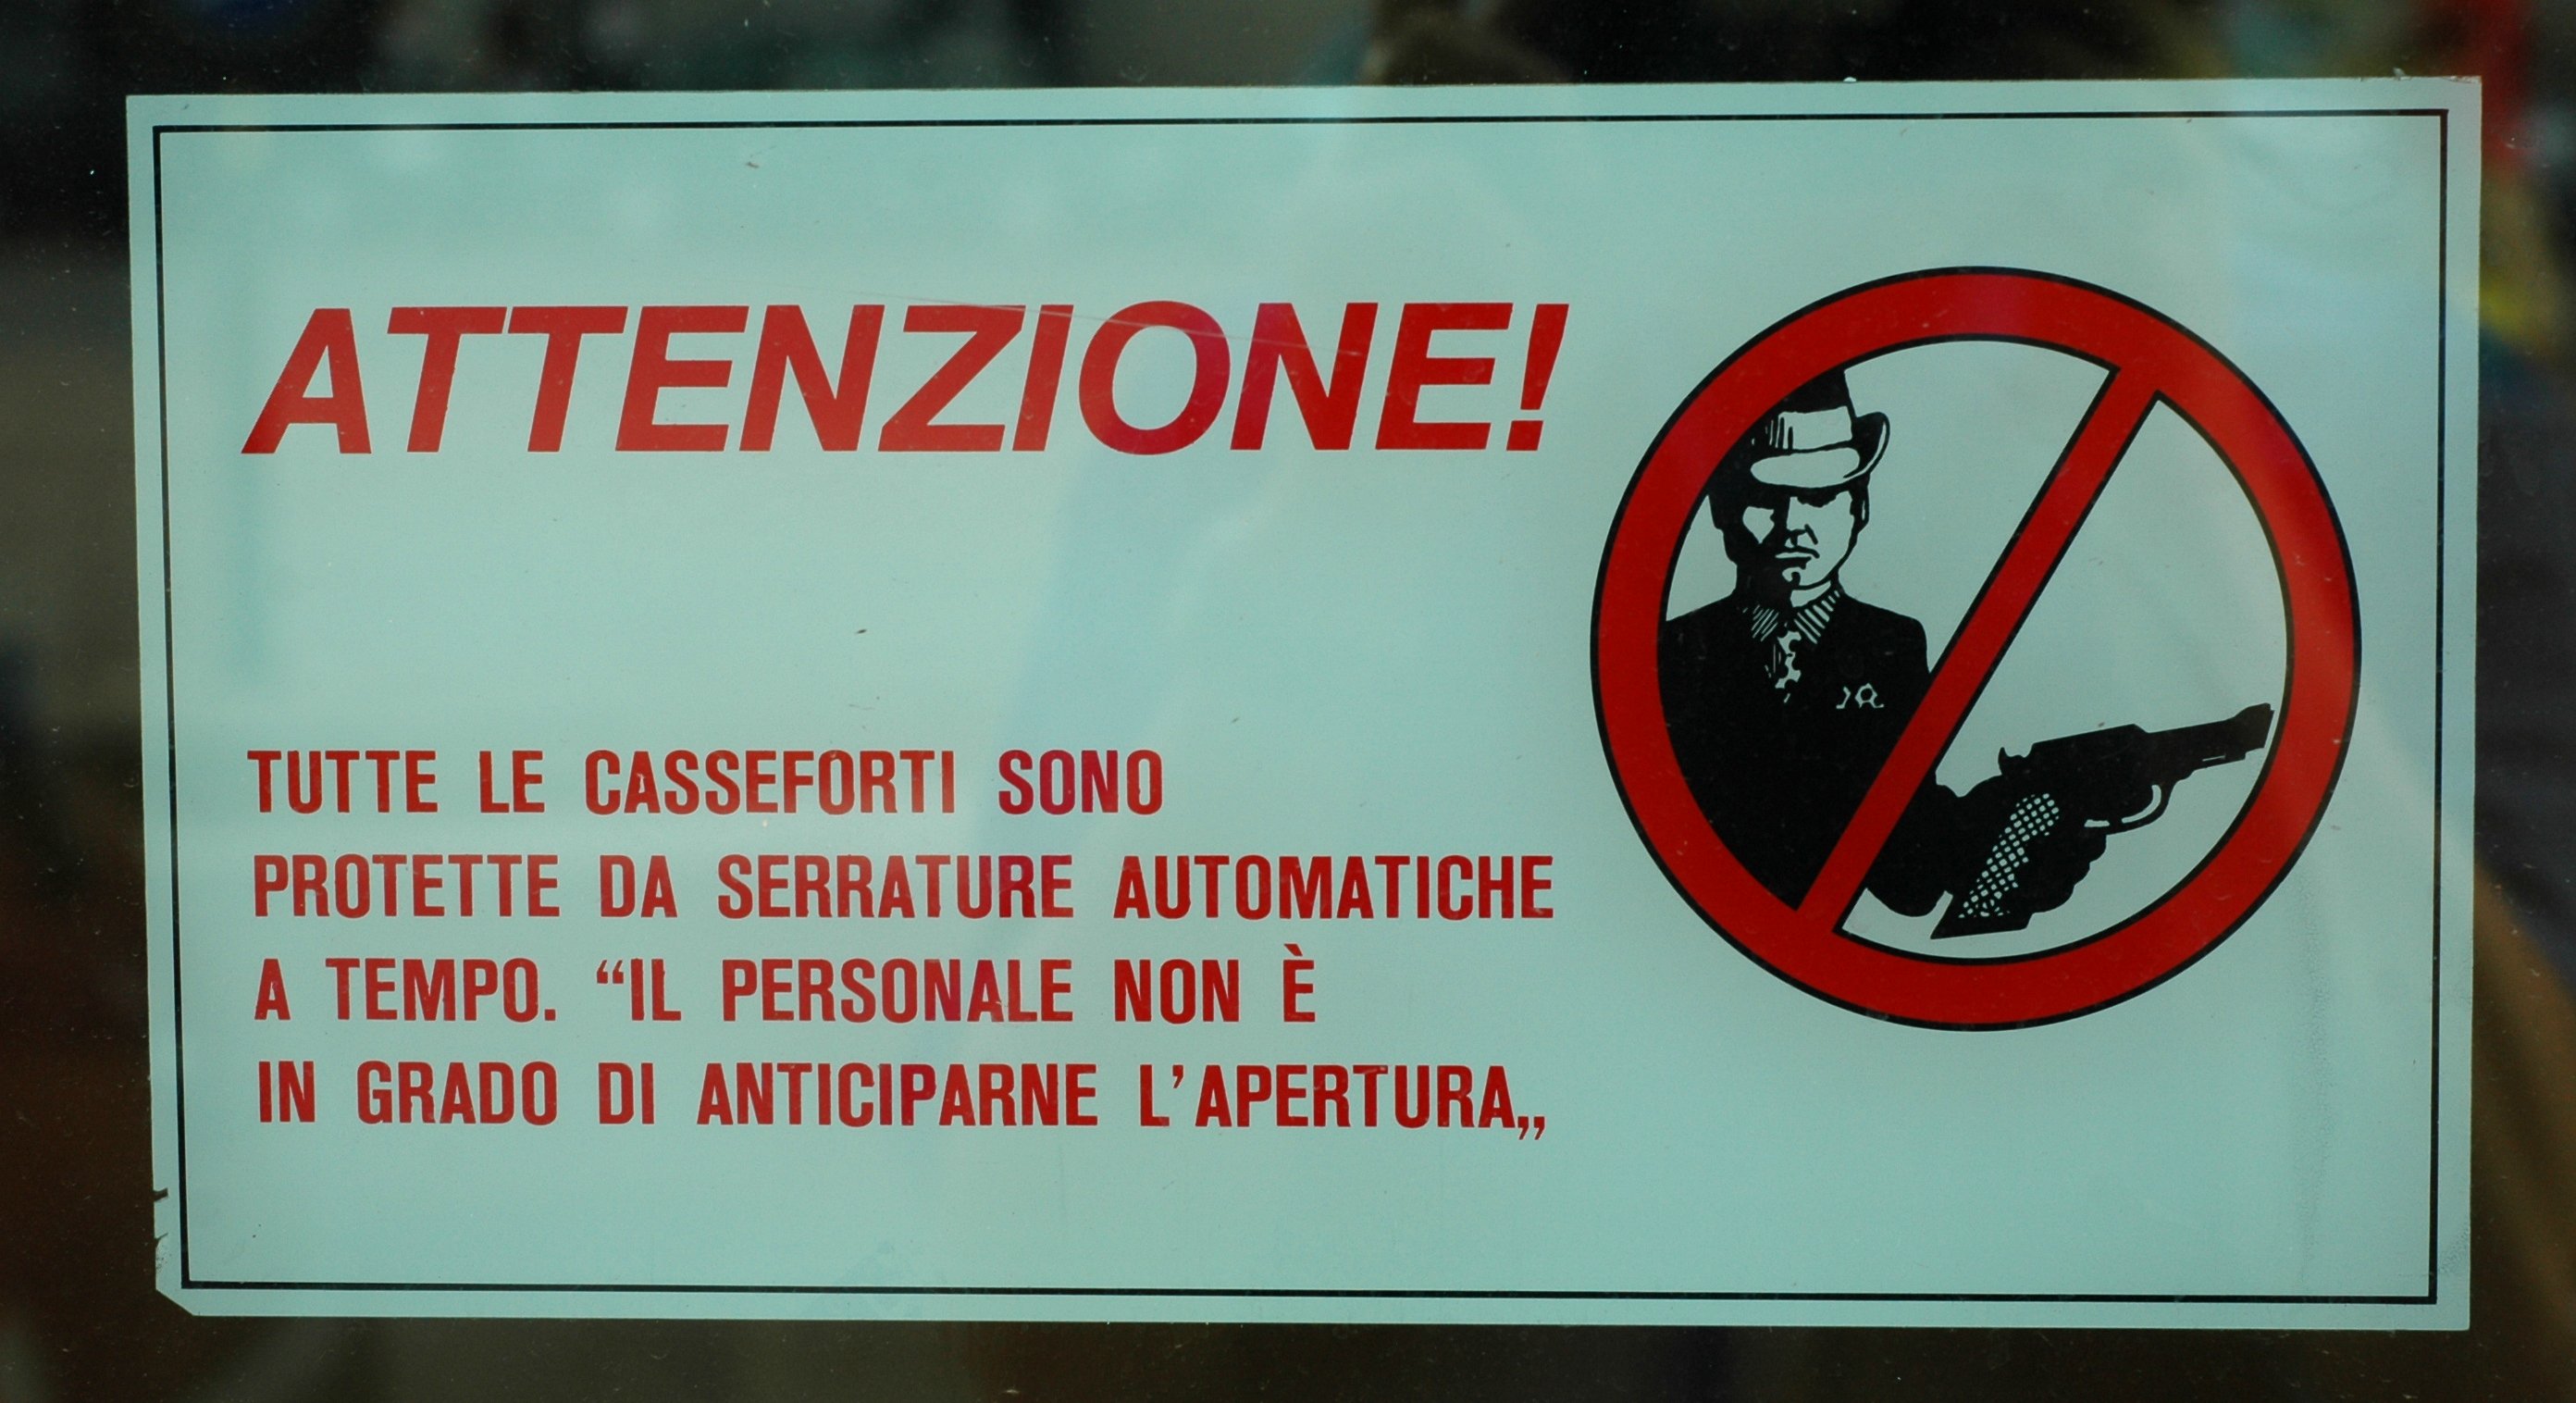 ATTENZIONE!
TUTTE LE CASSEFORTI SONO
PROTETTE DA SERRATURE AUTOMATICHE
A TEMPO. “IL PERSONALE NON È
IN GRADO DI ANTICIPARNE L’APERTURA„